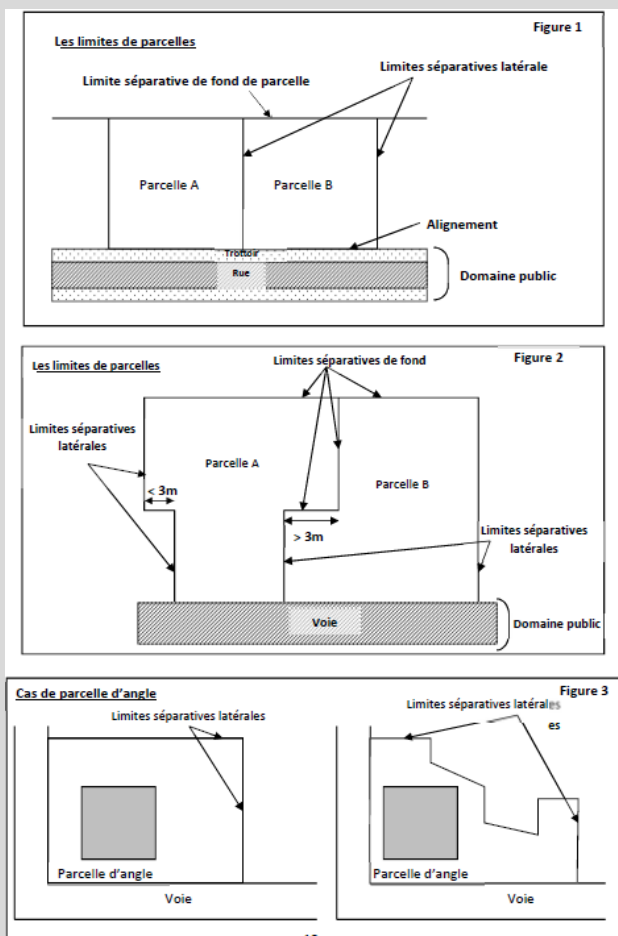 Figure 1
Les limites de parcelles
Limites séparatives latérale
Limite séparative de fond de parcelle
Parcelle A
Parcelle B
Alignement
Trottoir
Rue
Domaine public
Figure 2
Les limites de parcelles
Limites séparatives de fond
Limites séparatives
latérales
Parcelle A
< 3m
Parcelle B
> 3m
Limites séparatives
latérales
Voie
Domaine public
Figure 3
Cas de parcelle d'angle
Limites séparatives latérales
Limites séparatives latérales
es
Parcelle d'angle
Voie
Parcelle d'angle
Voie